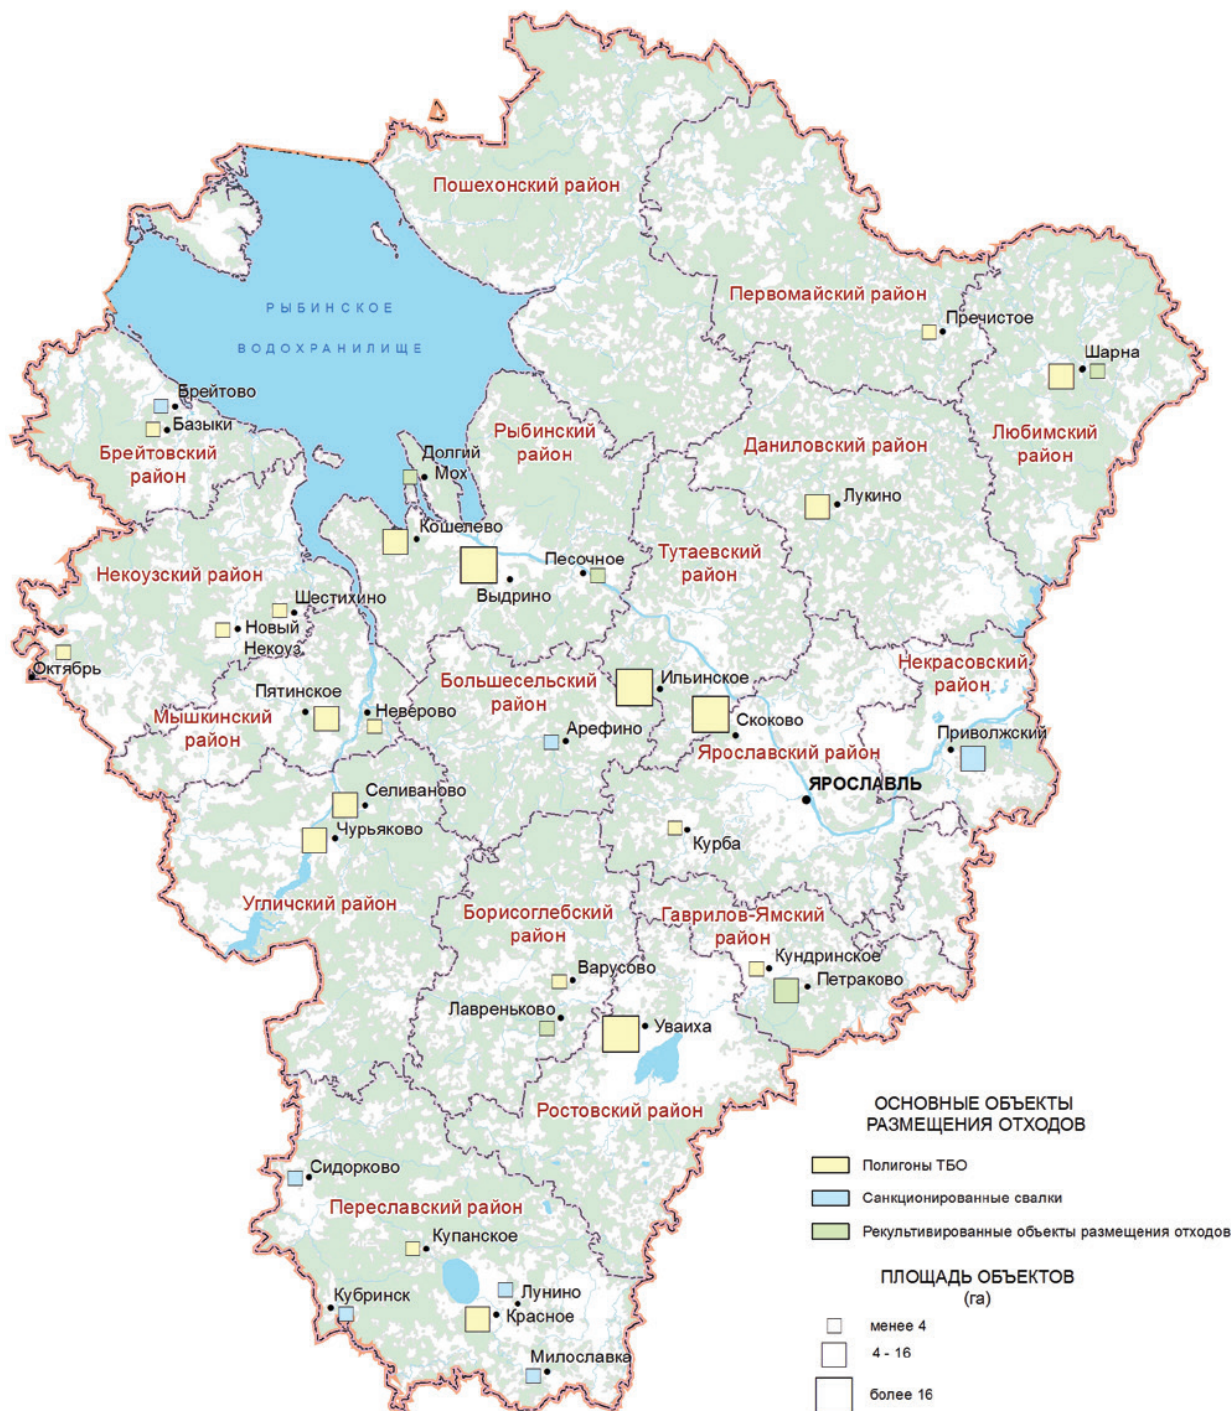 Пошехонский район
РЫБИНСКОЕ
ВОДОХРАНИЛИЩЕ
Первомайский район
Пречистое
Шарна
Любимский
район
Брейтово
Базыки
Брейтовский
район
Рыбинский
район
Долгий
Мох
Даниловский район
Лукино
Кошелево
Песочное
Выдрино
Тутаевский
район
Некоузский район
Шестихино
Новый
Некоуз
Октябрь
Пятинское
Мышкинский
район
Неверово
Большесельский
район
Арефино
Ильинское
Скоково
Ярославский район
Некрасовский
район
Приволжский
ЯРОСЛАВЛЬ
Селиваново
Чурьяково
Курба
Угличский район
Борисоглебский
район
Гаврилов-Ямский
район
Кундринское
Петраково
Варусово
Лавреньково
Уваиха
Ростовский район
Сидорково
Переславский район
Купанское
Кубринск
Лунино
Красное
Милославка
ОСНОВНЫЕ ОБЪЕКТЫ
РАЗМЕЩЕНИЯ ОТХОДОВ
Полигоны ТБО
Санкционированные свалки
Рекультивированные объекты размещения отходов
ПЛОЩАДЬ ОБЪЕКТОВ
(га)
менее 4
4 - 16
более 16